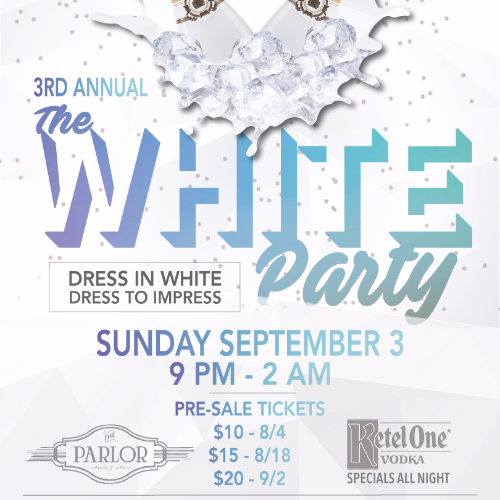 3RD ANNUAL
The
WHITE
Party
DRESS IN WHITE
DRESS TO IMPRESS
SUNDAY SEPTEMBER 3
9 PM - 2 AM
PRE-SALE TICKETS
$10 - 8/4
$15 - 8/18
$20 - 9/2
THE
PARLOR
Ketel One
VODKA
SPECIALS ALL NIGHT